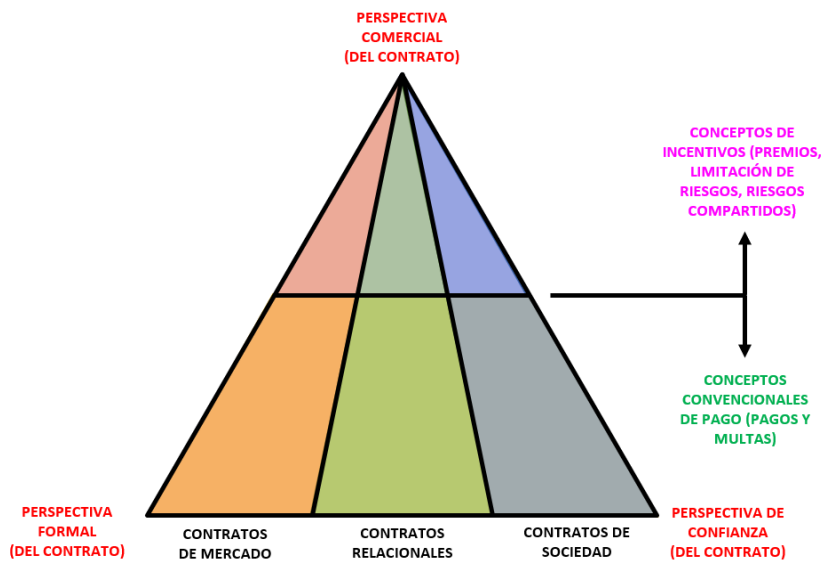 PERSPECTIVA
COMERCIAL
(DEL CONTRATO)
CONCEPTOS DE
INCENTIVOS (PREMIOS,
LIMITACIÓN DE
RIESGOS, RIESGOS
COMPARTIDOS)
CONCEPTOS
CONVENCIONALES
DE PAGO (PAGOS Y
MULTAS)
PERSPECTIVA
FORMAL
(DEL CONTRATO)
CONTRATOS
DE MERCADO
CONTRATOS
RELACIONALES
CONTRATOS DE
SOCIEDAD
PERSPECTIVA DE
CONFIANZA
(DEL CONTRATO)